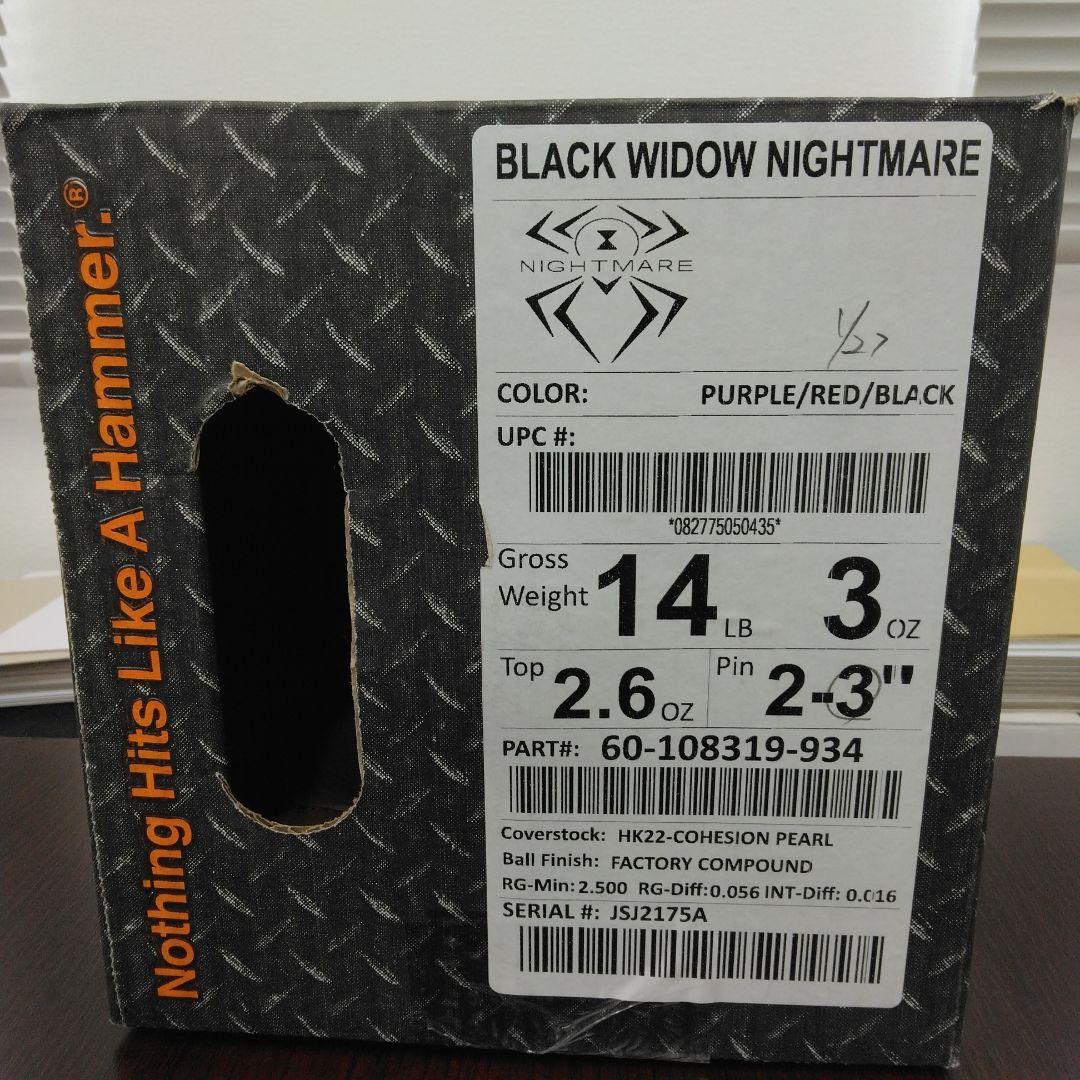 Nothing Hits Like A Hammer.®
BLACK WIDOW NIGHTMARE
NIGHTMARE
1/27
COLOR: PURPLE/RED/BLACK
UPC #:
*082775050435*
Gross Weight 14 LB 3 OZ
Top 2.6 OZ Pin 2-3"
PART#: 60-108319-934
Coverstock: HK22-COHESION PEARL
Ball Finish: FACTORY COMPOUND
RG-Min: 2.500 RG-Diff: 0.056 INT-Diff: 0.016
SERIAL #: JSJ2175A